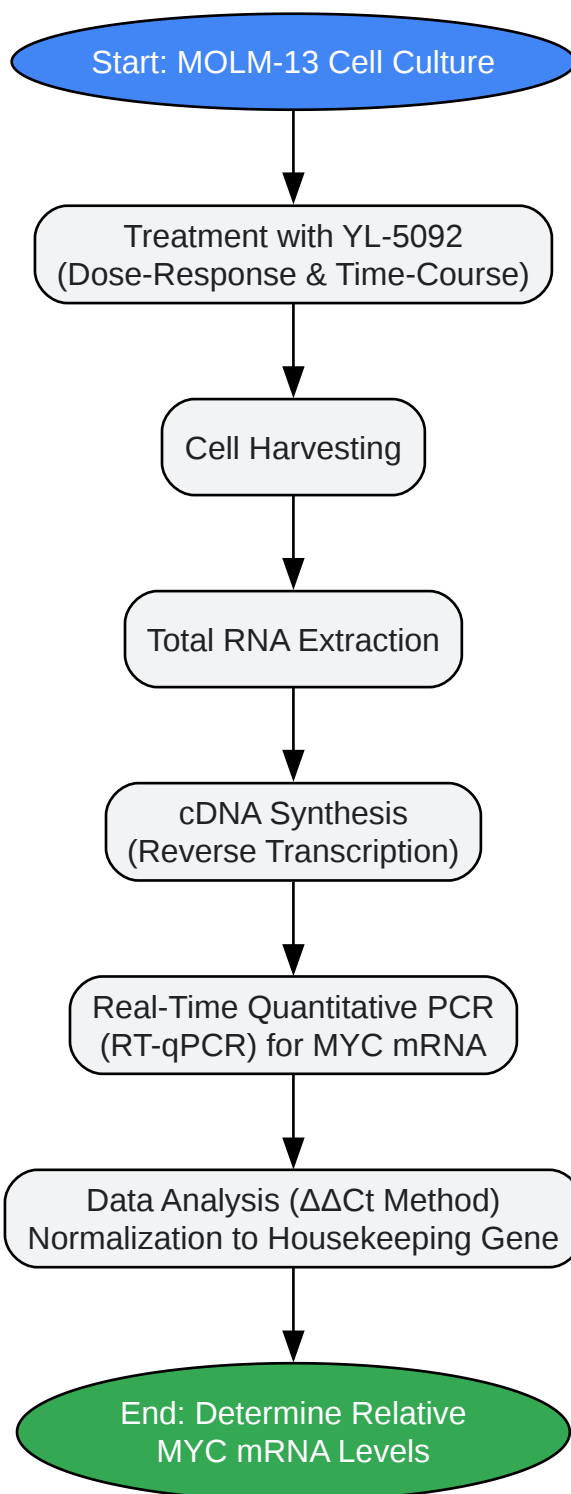 Start: MOLM-13 Cell Culture
Treatment with YL-5092
(Dose-Response & Time-Course)
Cell Harvesting
Total RNA Extraction
cDNA Synthesis
(Reverse Transcription)
Real-Time Quantitative PCR
(RT-qPCR) for MYC mRNA
Data Analysis (ΔΔCt Method)
Normalization to Housekeeping Gene
End: Determine Relative
MYC mRNA Levels